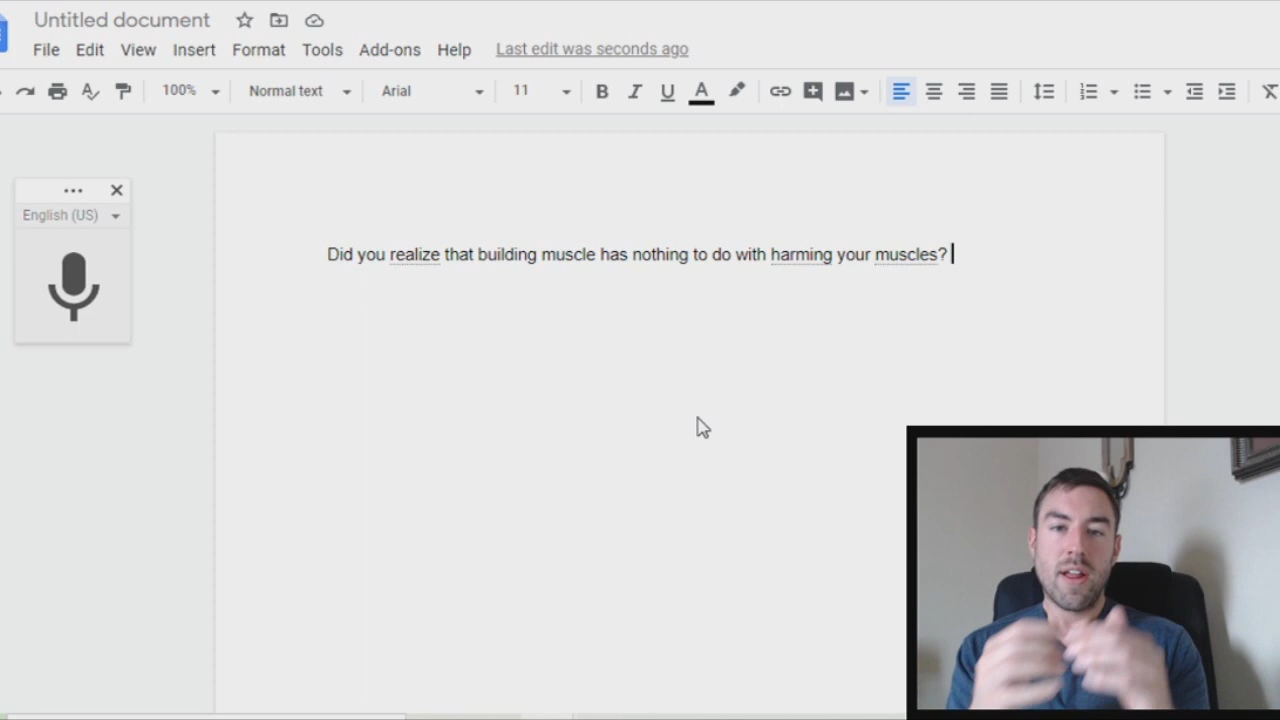 Untitled document
File Edit View Insert Format Tools Add-ons Help Last edit was seconds ago
100% Normal text Arial 11 B I U A
English (US)
Did you realize that building muscle has nothing to do with harming your muscles?